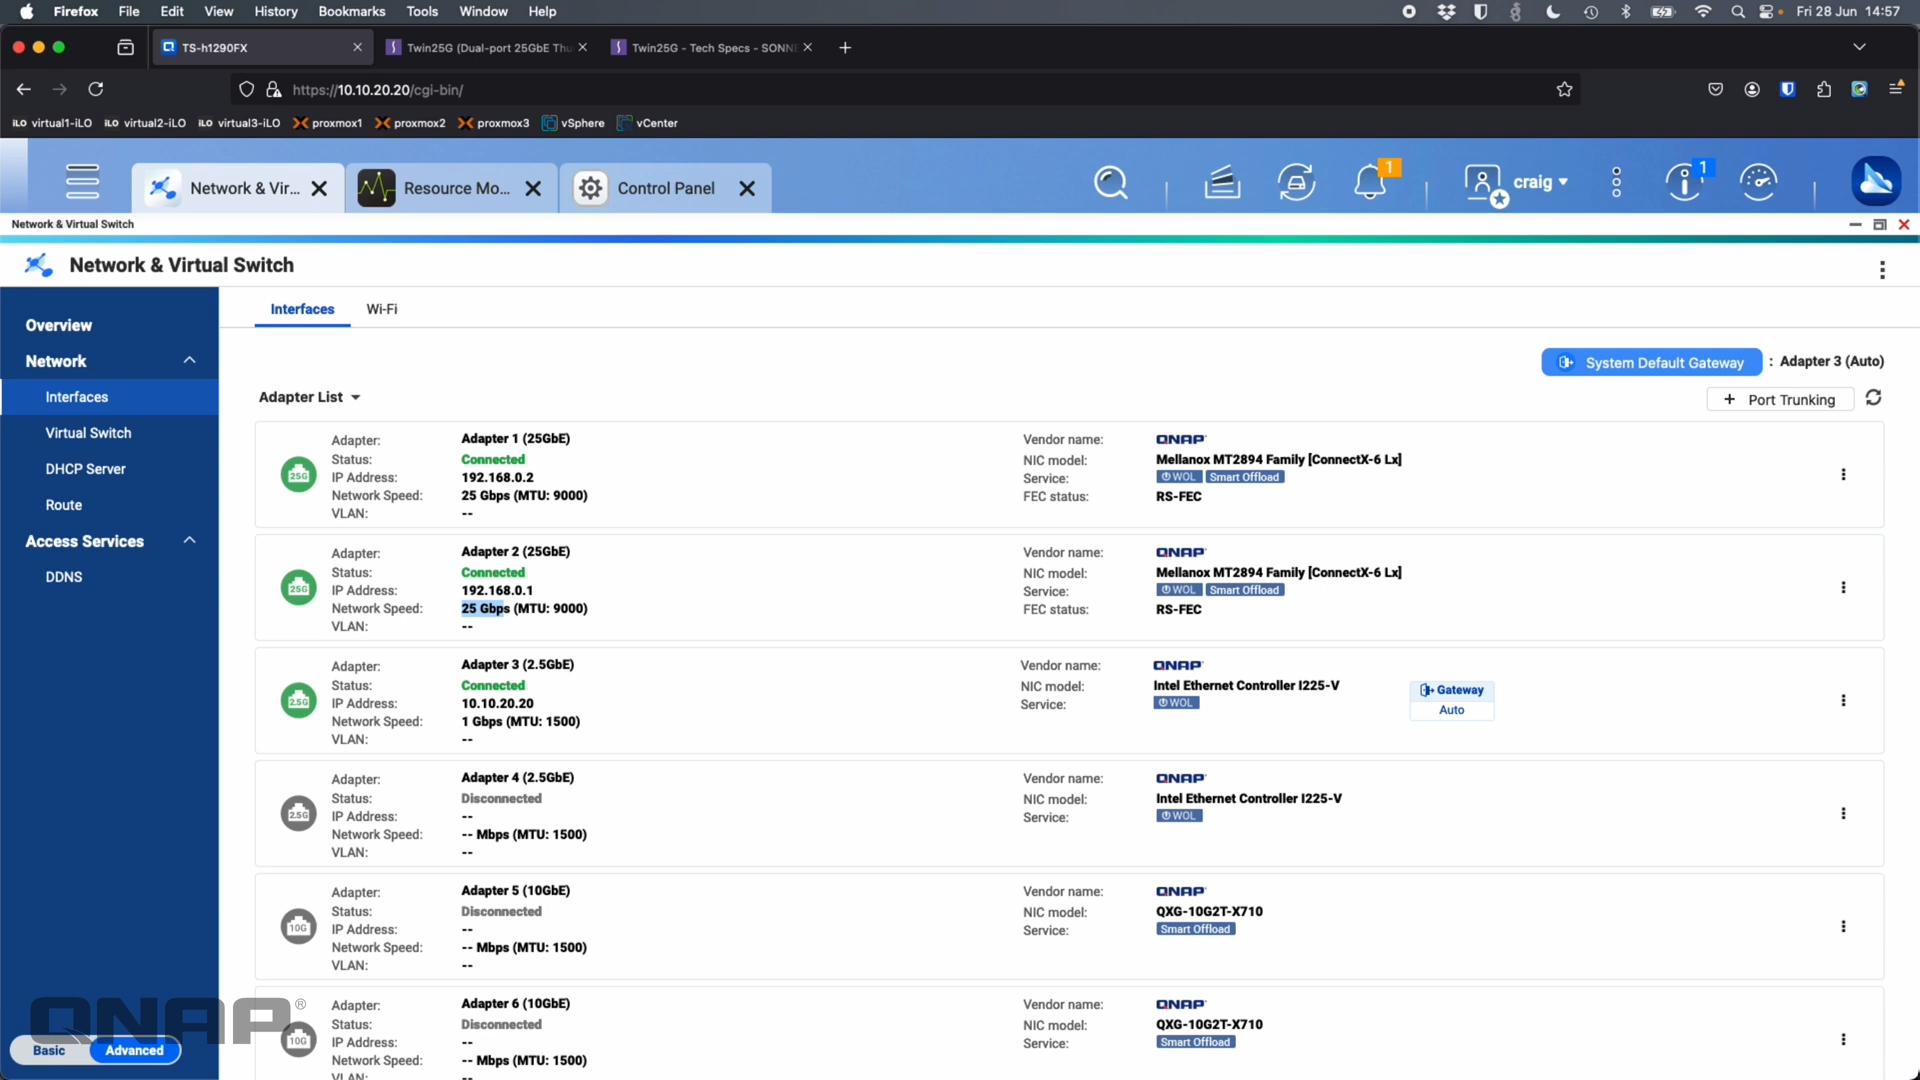 Firefox File Edit View History Bookmarks Tools Window Help Fri 28 Jun 14:57
TS-h1290FX Twin25G (Dual-port 25GbE Thu Twin25G - Tech Specs - SONN
https://10.10.20.20/cgi-bin/
iLO virtual1-iLO iLO virtual2-iLO iLO virtual3-iLO proxmox1 proxmox2 proxmox3 vSphere vCenter
Network & Vir... Resource Mo... Control Panel 1 craig 1
Network & Virtual Switch
Network & Virtual Switch
Overview
Network
Interfaces
Virtual Switch
DHCP Server
Route
Access Services
DDNS
Basic Advanced
QNAP®
Interfaces Wi-Fi
System Default Gateway : Adapter 3 (Auto)
Adapter List + Port Trunking
25G
Adapter: Adapter 1 (25GbE) Vendor name: QNAP
Status: Connected NIC model: Mellanox MT2894 Family [ConnectX-6 Lx]
IP Address: 192.168.0.2 Service: WOL Smart Offload
Network Speed: 25 Gbps (MTU: 9000) FEC status: RS-FEC
VLAN: --
25G
Adapter: Adapter 2 (25GbE) Vendor name: QNAP
Status: Connected NIC model: Mellanox MT2894 Family [ConnectX-6 Lx]
IP Address: 192.168.0.1 Service: WOL Smart Offload
Network Speed: 25 Gbps (MTU: 9000) FEC status: RS-FEC
VLAN: --
2.5G
Adapter: Adapter 3 (2.5GbE) Vendor name: QNAP
Status: Connected NIC model: Intel Ethernet Controller I225-V Gateway
IP Address: 10.10.20.20 Service: WOL Auto
Network Speed: 1 Gbps (MTU: 1500)
VLAN: --
2.5G
Adapter: Adapter 4 (2.5GbE) Vendor name: QNAP
Status: Disconnected NIC model: Intel Ethernet Controller I225-V
IP Address: -- Service: WOL
Network Speed: -- Mbps (MTU: 1500)
VLAN: --
10G
Adapter: Adapter 5 (10GbE) Vendor name: QNAP
Status: Disconnected NIC model: QXG-10G2T-X710
IP Address: -- Service: Smart Offload
Network Speed: -- Mbps (MTU: 1500)
VLAN: --
10G
Adapter: Adapter 6 (10GbE) Vendor name: QNAP
Status: Disconnected NIC model: QXG-10G2T-X710
IP Address: -- Service: Smart Offload
Network Speed: -- Mbps (MTU: 1500)
VLAN: --